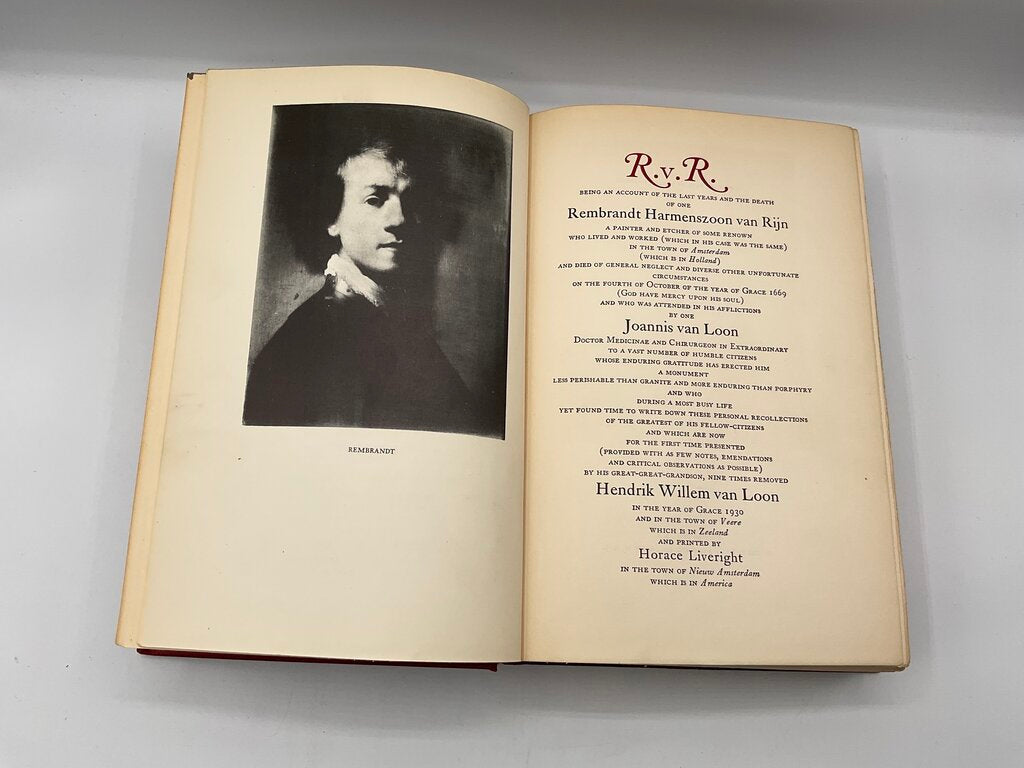 REMBRANDT
R.v.R.
BEING AN ACCOUNT OF THE LAST YEARS AND THE DEATH
OF ONE
Rembrandt Harmenszoon van Rijn
A PAINTER AND ETCHER OF SOME RENOWN
WHO LIVED AND WORKED (WHICH IN HIS CASE WAS THE SAME)
IN THE TOWN OF Amsterdam
(WHICH IS IN Holland)
AND DIED OF GENERAL NEGLECT AND DIVERSE OTHER UNFORTUNATE
CIRCUMSTANCES
ON THE FOURTH OF OCTOBER OF THE YEAR OF GRACE 1669
(GOD HAVE MERCY UPON HIS SOUL)
AND WHO WAS ATTENDED IN HIS AFFLICTIONS
BY ONE
Joannis van Loon
DOCTOR MEDICINAE AND CHIRURGEON IN EXTRAORDINARY
TO A VAST NUMBER OF HUMBLE CITIZENS
WHOSE ENDURING GRATITUDE HAS ERECTED HIM
A MONUMENT
LESS PERISHABLE THAN GRANITE AND MORE ENDURING THAN PORPHYRY
AND WHO
DURING A MOST BUSY LIFE
YET FOUND TIME TO WRITE DOWN THESE PERSONAL RECOLLECTIONS
OF THE GREATEST OF HIS FELLOW-CITIZENS
AND WHICH ARE NOW
FOR THE FIRST TIME PRESENTED
(PROVIDED WITH AS FEW NOTES, EMENDATIONS
AND CRITICAL OBSERVATIONS AS POSSIBLE)
BY HIS GREAT-GREAT-GRANDSON, NINE TIMES REMOVED
Hendrik Willem van Loon
IN THE YEAR OF GRACE 1930
AND IN THE TOWN OF Veere
WHICH IS IN Zeeland
AND PRINTED BY
Horace Liveright
IN THE TOWN OF Nieuw Amsterdam
WHICH IS IN America